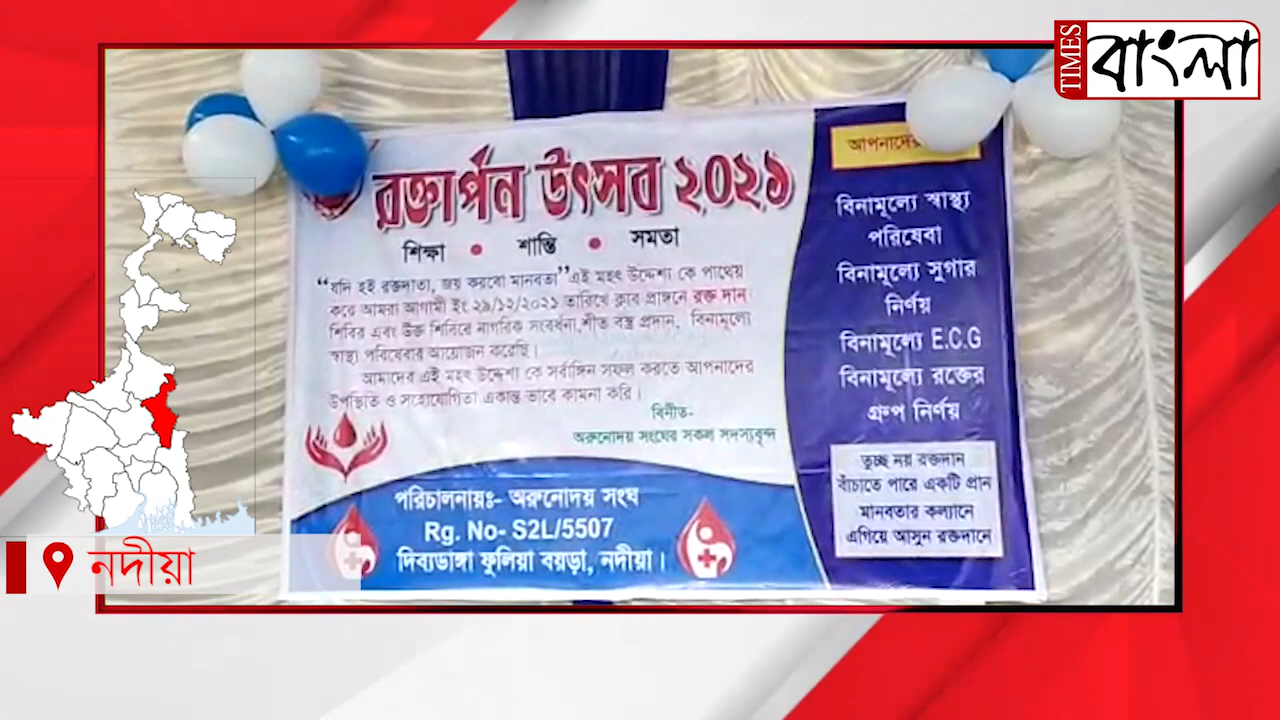 TIMES
বাংলা
রক্তার্পন উৎসব ২০২১
শিক্ষা • শান্তি • সমতা
“যদি হই রক্তদাতা, জয় করবো মানবতা” এই মহৎ উদ্দেশ্য কে পাথেয়
করে আমরা আগামী ইং ২৯/১২/২০২১ তারিখে ক্লাব প্রাঙ্গনে রক্ত দান
শিবির এবং উক্ত শিবিরে নাগরিক সংবর্ধনা,শীত বস্ত্র প্রদান, বিনামূল্যে
স্বাস্থ্য পরিষেবার আয়োজন করেছি।
আমাদের এই মহৎ উদ্দেশ্য কে সর্বাঙ্গিন সফল করতে আপনাদের
উপস্থিতি ও সহোযোগিতা একান্ত ভাবে কামনা করি।
বিনীত-
অরুনোদয় সংঘের সকল সদস্যবৃন্দ
পরিচালনায়ঃ- অরুনোদয় সংঘ
Rg. No- S2L/5507
দিব্যডাঙ্গা ফুলিয়া বয়ড়া, নদীয়া।
আপনাদের
বিনামূল্যে স্বাস্থ্য
পরিষেবা
বিনামূল্যে সুগার
নির্ণয়
বিনামূল্যে E.C.G
বিনামূল্যে রক্তের
গ্রুপ নির্ণয়
তুচ্ছ নয় রক্তদান
বাঁচাতে পারে একটি প্রান
মানবতার কল্যানে
এগিয়ে আসুন রক্তদানে
নদীয়া